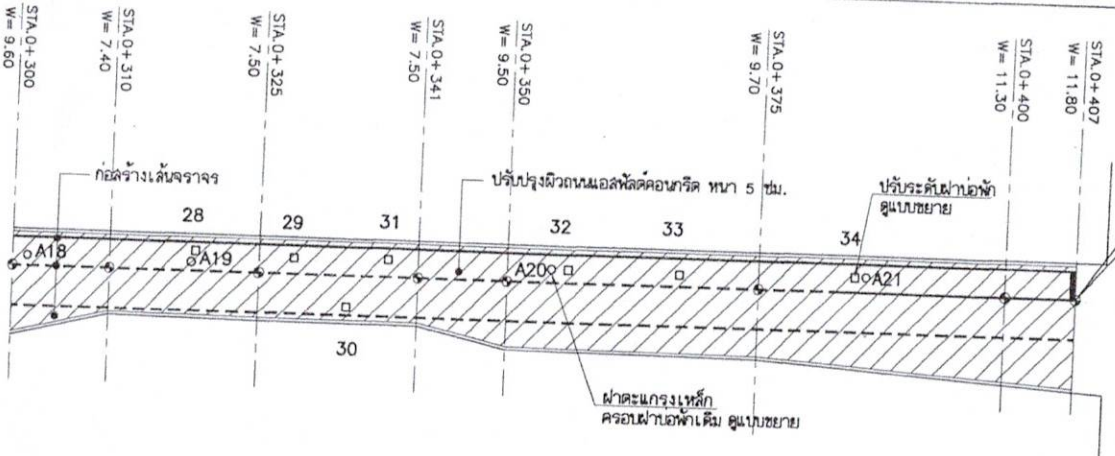 STA.0+300
W= 9.60
STA.0+310
W= 7.40
STA.0+325
W= 7.50
STA.0+341
W= 7.50
STA.0+350
W= 9.50
STA.0+375
W= 9.70
STA.0+400
W= 11.30
STA.0+407
W= 11.80
ก่อสร้างเส้นจราจร
ปรับปรุงผิวถนนแอสฟัลต์คอนกรีต หนา 5 ซม.
ปรับระดับฝาบ่อพัก
ดูแบบขยาย
28
29
31
32
33
34
A18
A19
A20
A21
30
ฝาตะแกรงเหล็ก
ครอบฝาบ่อพักเดิม ดูแบบขยาย